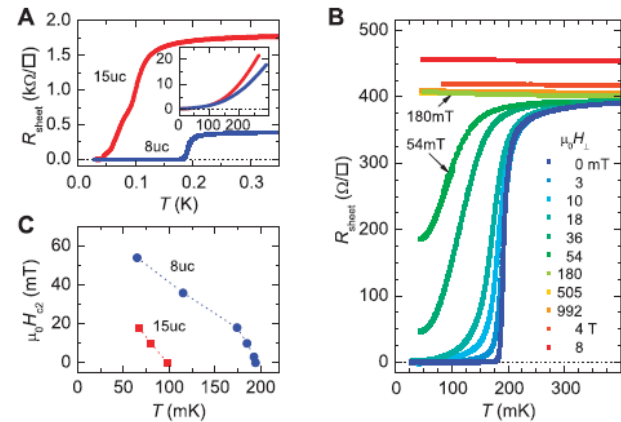 A
R_sheet (kΩ/□)
2.0
1.5
1.0
0.5
0.0
15uc
8uc
20
10
0
0 100 200
0.0 0.1 0.2 0.3
T (K)
C
μ₀H_c2 (mT)
60
40
20
0
8uc
15uc
0 50 100 150 200
T (mK)
B
R_sheet (Ω/□)
500
400
300
200
100
0
180mT
54mT
μ₀H⊥
0 mT
3
10
18
36
54
180
505
992
4 T
8
0 100 200 300
T (mK)